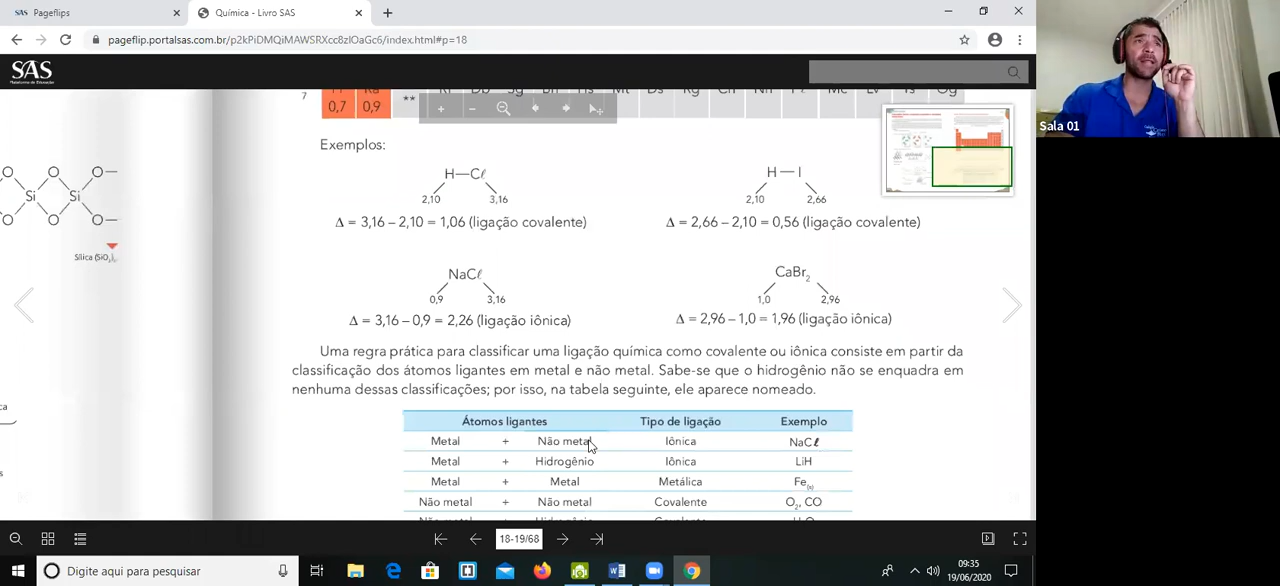 Pageflips
Química - Livro SAS
pageflip.portalsas.com.br/p2kPiDMQiMAWSRXcc8zIOaGc6/index.html#p=18
SAS
Plataforma de Educação
Sala 01
7
0,7 0,9 **
Exemplos:
H—Cℓ
2,10 3,16
Δ = 3,16 – 2,10 = 1,06 (ligação covalente)
H—I
2,10 2,66
Δ = 2,66 – 2,10 = 0,56 (ligação covalente)
O O O
Si Si
O O O
Sílica (SiO₂).
NaCℓ
0,9 3,16
Δ = 3,16 – 0,9 = 2,26 (ligação iônica)
CaBr₂
1,0 2,96
Δ = 2,96 – 1,0 = 1,96 (ligação iônica)
Uma regra prática para classificar uma ligação química como covalente ou iônica consiste em partir da
classificação dos átomos ligantes em metal e não metal. Sabe-se que o hidrogênio não se enquadra em
nenhuma dessas classificações; por isso, na tabela seguinte, ele aparece nomeado.
Átomos ligantes Tipo de ligação Exemplo
Metal + Não metal Iônica NaCℓ
Metal + Hidrogênio Iônica LiH
Metal + Metal Metálica Fe(s)
Não metal + Não metal Covalente O₂, CO
18-19/68
Digite aqui para pesquisar
09:35
19/06/2020